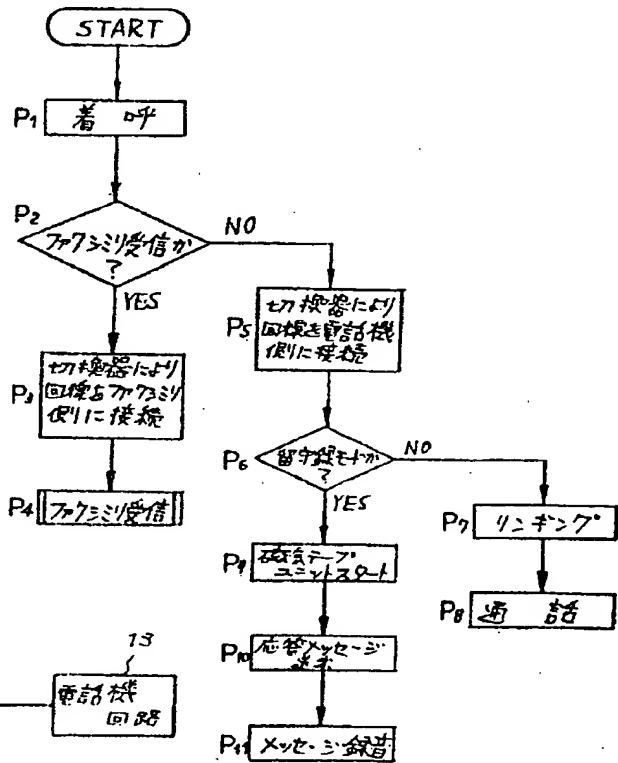 START
P1 着呼
P2 ファクシミリ受信か
?
NO
YES
P3 切換器により
回線をファクシミリ
側に接続
P4 ファクシミリ受信
P5 切換器により
回線を電話機
側に接続
P6 留守録モードか
?
NO
YES
P7 リンギング
P8 通話
P9 磁気テープ
ユニットスタート
P10 応答メッセージ
送出
P11 メッセージ録音
13
電話機
回路